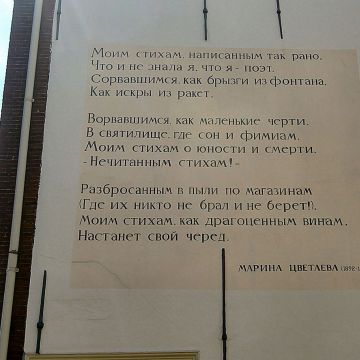 Моим стихам, написанным так рано,
Что и не знала я, что я - поэт,
Сорвавшимся, как брызги из фонтана,
Как искры из ракет.
Ворвавшимся, как маленькие черти,
В святилище, где сон и фимиам,
Моим стихам о юности и смерти,
- Нечитанным стихам! -
Разбросанным в пыли по магазинам
(Где их никто не брал и не берет!),
Моим стихам, как драгоценным винам,
Настанет свой черед.
МАРИНА ЦВЕТАЕВА (1892-